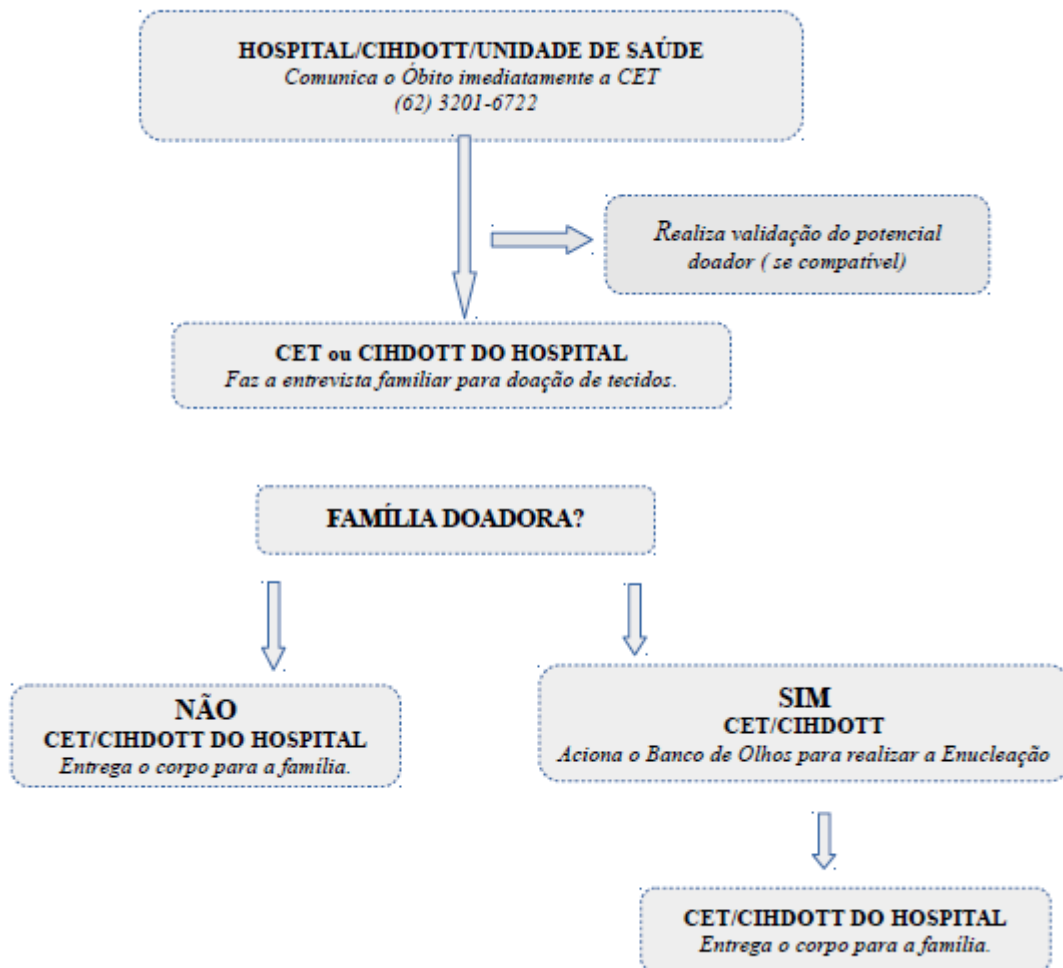 HOSPITAL/CIHDOTT/UNIDADE DE SAÚDE
Comunica o Óbito imediatamente a CET
(62) 3201-6722
Realiza validação do potencial
doador ( se compatível)
CET ou CIHDOTT DO HOSPITAL
Faz a entrevista familiar para doação de tecidos.
FAMÍLIA DOADORA?
NÃO
CET/CIHDOTT DO HOSPITAL
Entrega o corpo para a família.
SIM
CET/CIHDOTT
Aciona o Banco de Olhos para realizar a Enucleação
CET/CIHDOTT DO HOSPITAL
Entrega o corpo para a família.